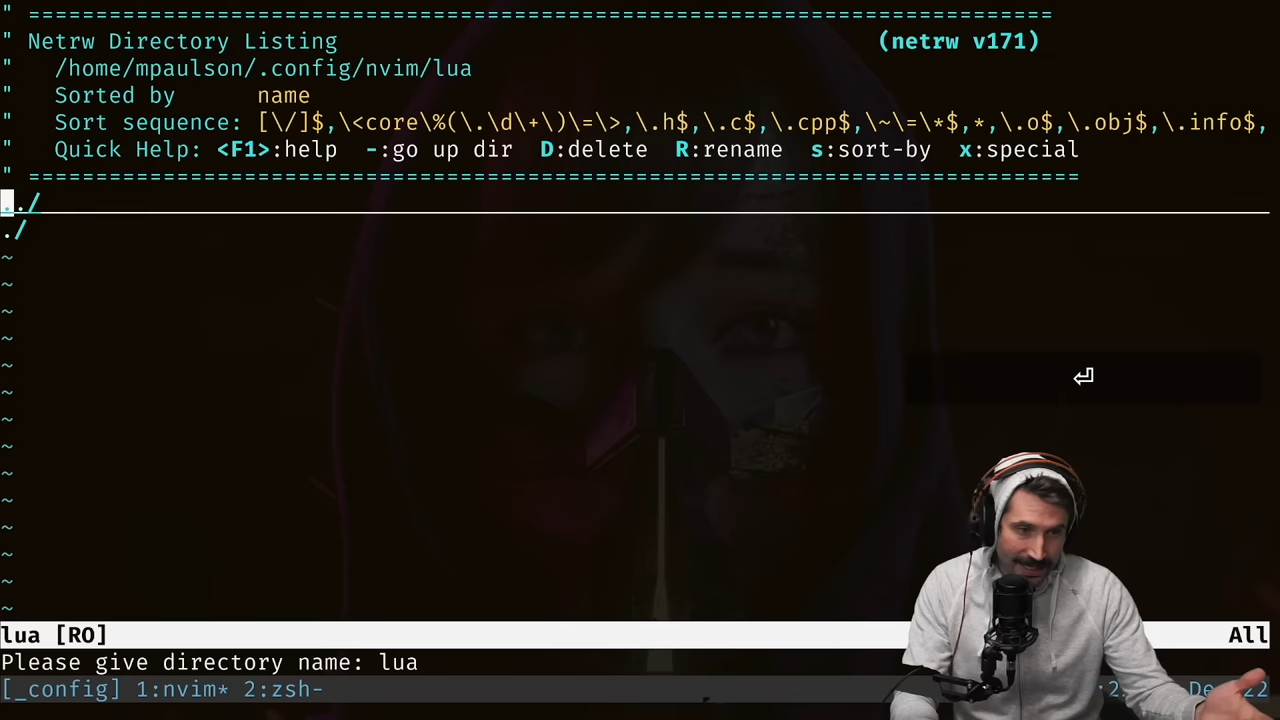 " ============================================================================
" Netrw Directory Listing (netrw v171)
" /home/mpaulson/.config/nvim/lua
" Sorted by name
" Sort sequence: [\/]$,\<core\%(\.\d\+\)\=\>,\.h$,\.c$,\.cpp$,\~\=\*$,*,\.o$,\.obj$,\.info$,
" Quick Help: <F1>:help -:go up dir D:delete R:rename s:sort-by x:special
" ==============================================================================
../
./
~
~
~
~
~
~
~
~
~
~
~
~
~
~
⏎
lua [RO] All
Please give directory name: lua
[_config] 1:nvim* 2:zsh-